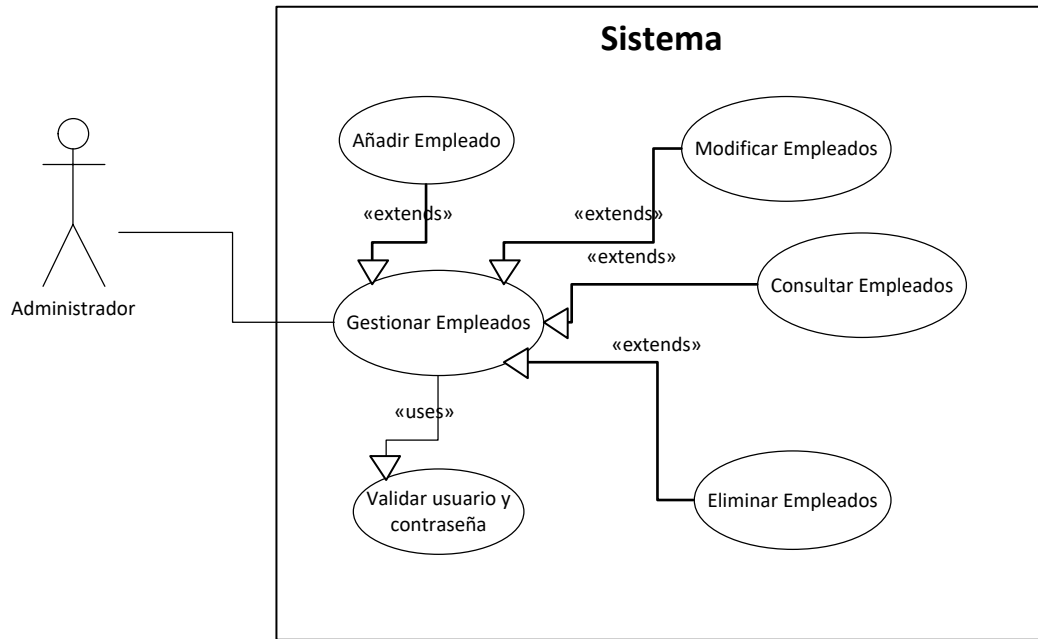 Sistema
Añadir Empleado
Modificar Empleados
«extends»
«extends»
«extends»
Consultar Empleados
Administrador
Gestionar Empleados
«extends»
«uses»
Validar usuario y
contraseña
Eliminar Empleados